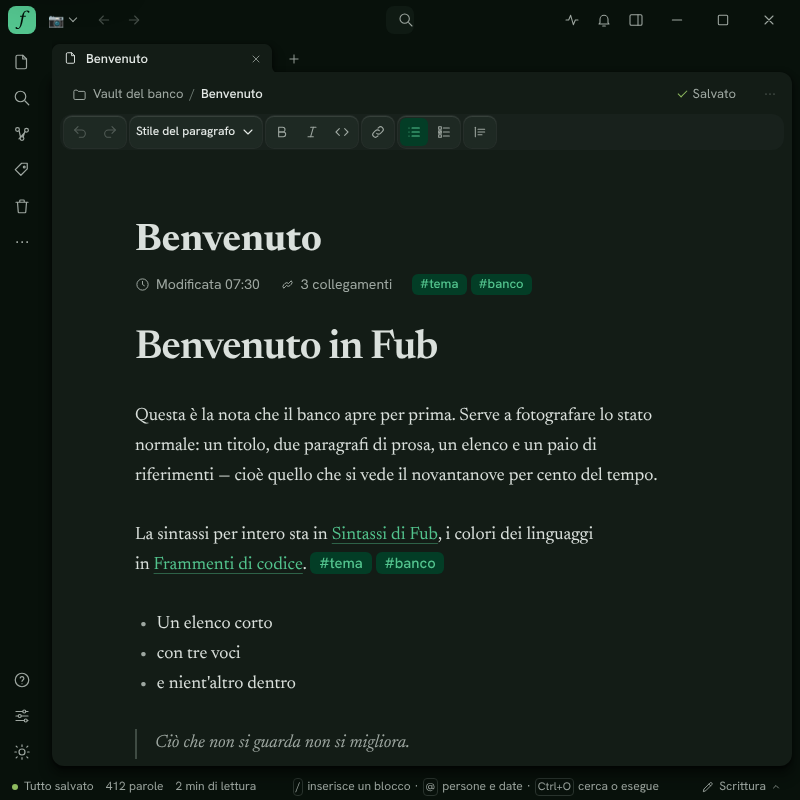 f
Benvenuto
Vault del banco / Benvenuto
Salvato
Stile del paragrafo
B I
Benvenuto
Modificata 07:30 3 collegamenti #tema #banco
Benvenuto in Fub
Questa è la nota che il banco apre per prima. Serve a fotografare lo stato
normale: un titolo, due paragrafi di prosa, un elenco e un paio di
riferimenti — cioè quello che si vede il novantanove per cento del tempo.
La sintassi per intero sta in Sintassi di Fub, i colori dei linguaggi
in Frammenti di codice. #tema #banco
• Un elenco corto
• con tre voci
• e nient'altro dentro
Ciò che non si guarda non si migliora.
Tutto salvato 412 parole 2 min di lettura / inserisce un blocco · @ persone e date · Ctrl+O cerca o esegue Scrittura